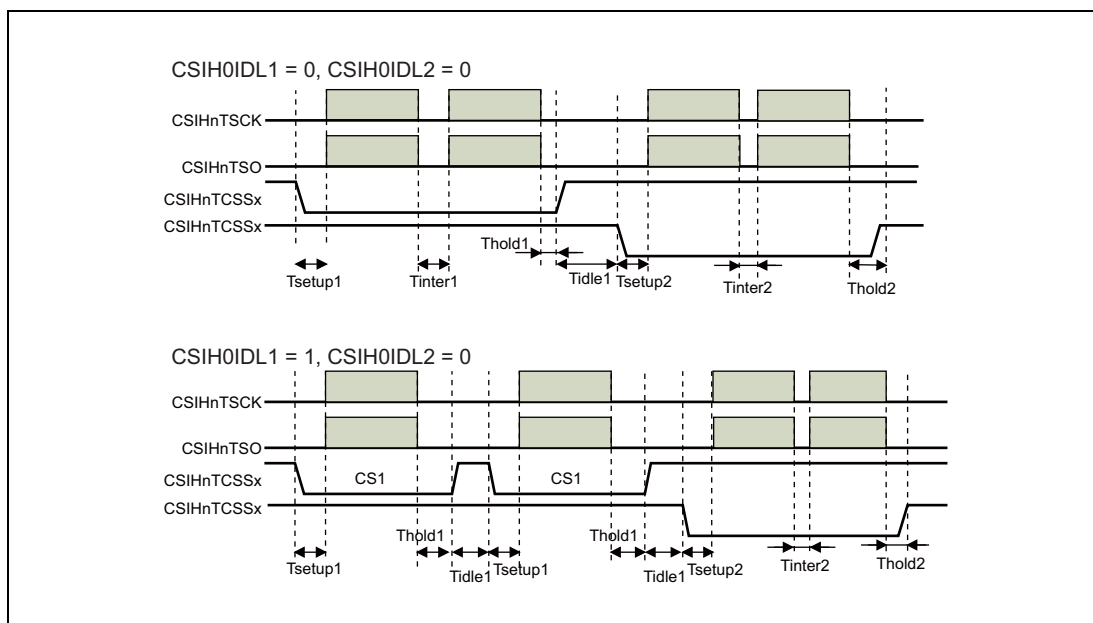 CSIH0IDL1 = 0, CSIH0IDL2 = 0
CSIHnTSCK
CSIHnTSO
CSIHnTCSSx
CSIHnTCSSx
Thold1
Tsetup1
Tinter1
Tidle1
Tsetup2
Tinter2
Thold2
CSIH0IDL1 = 1, CSIH0IDL2 = 0
CSIHnTSCK
CSIHnTSO
CSIHnTCSSx
CS1
CS1
CSIHnTCSSx
Thold1
Thold1
Tsetup1
Tidle1
Tsetup1
Tidle1
Tsetup2
Tinter2
Thold2